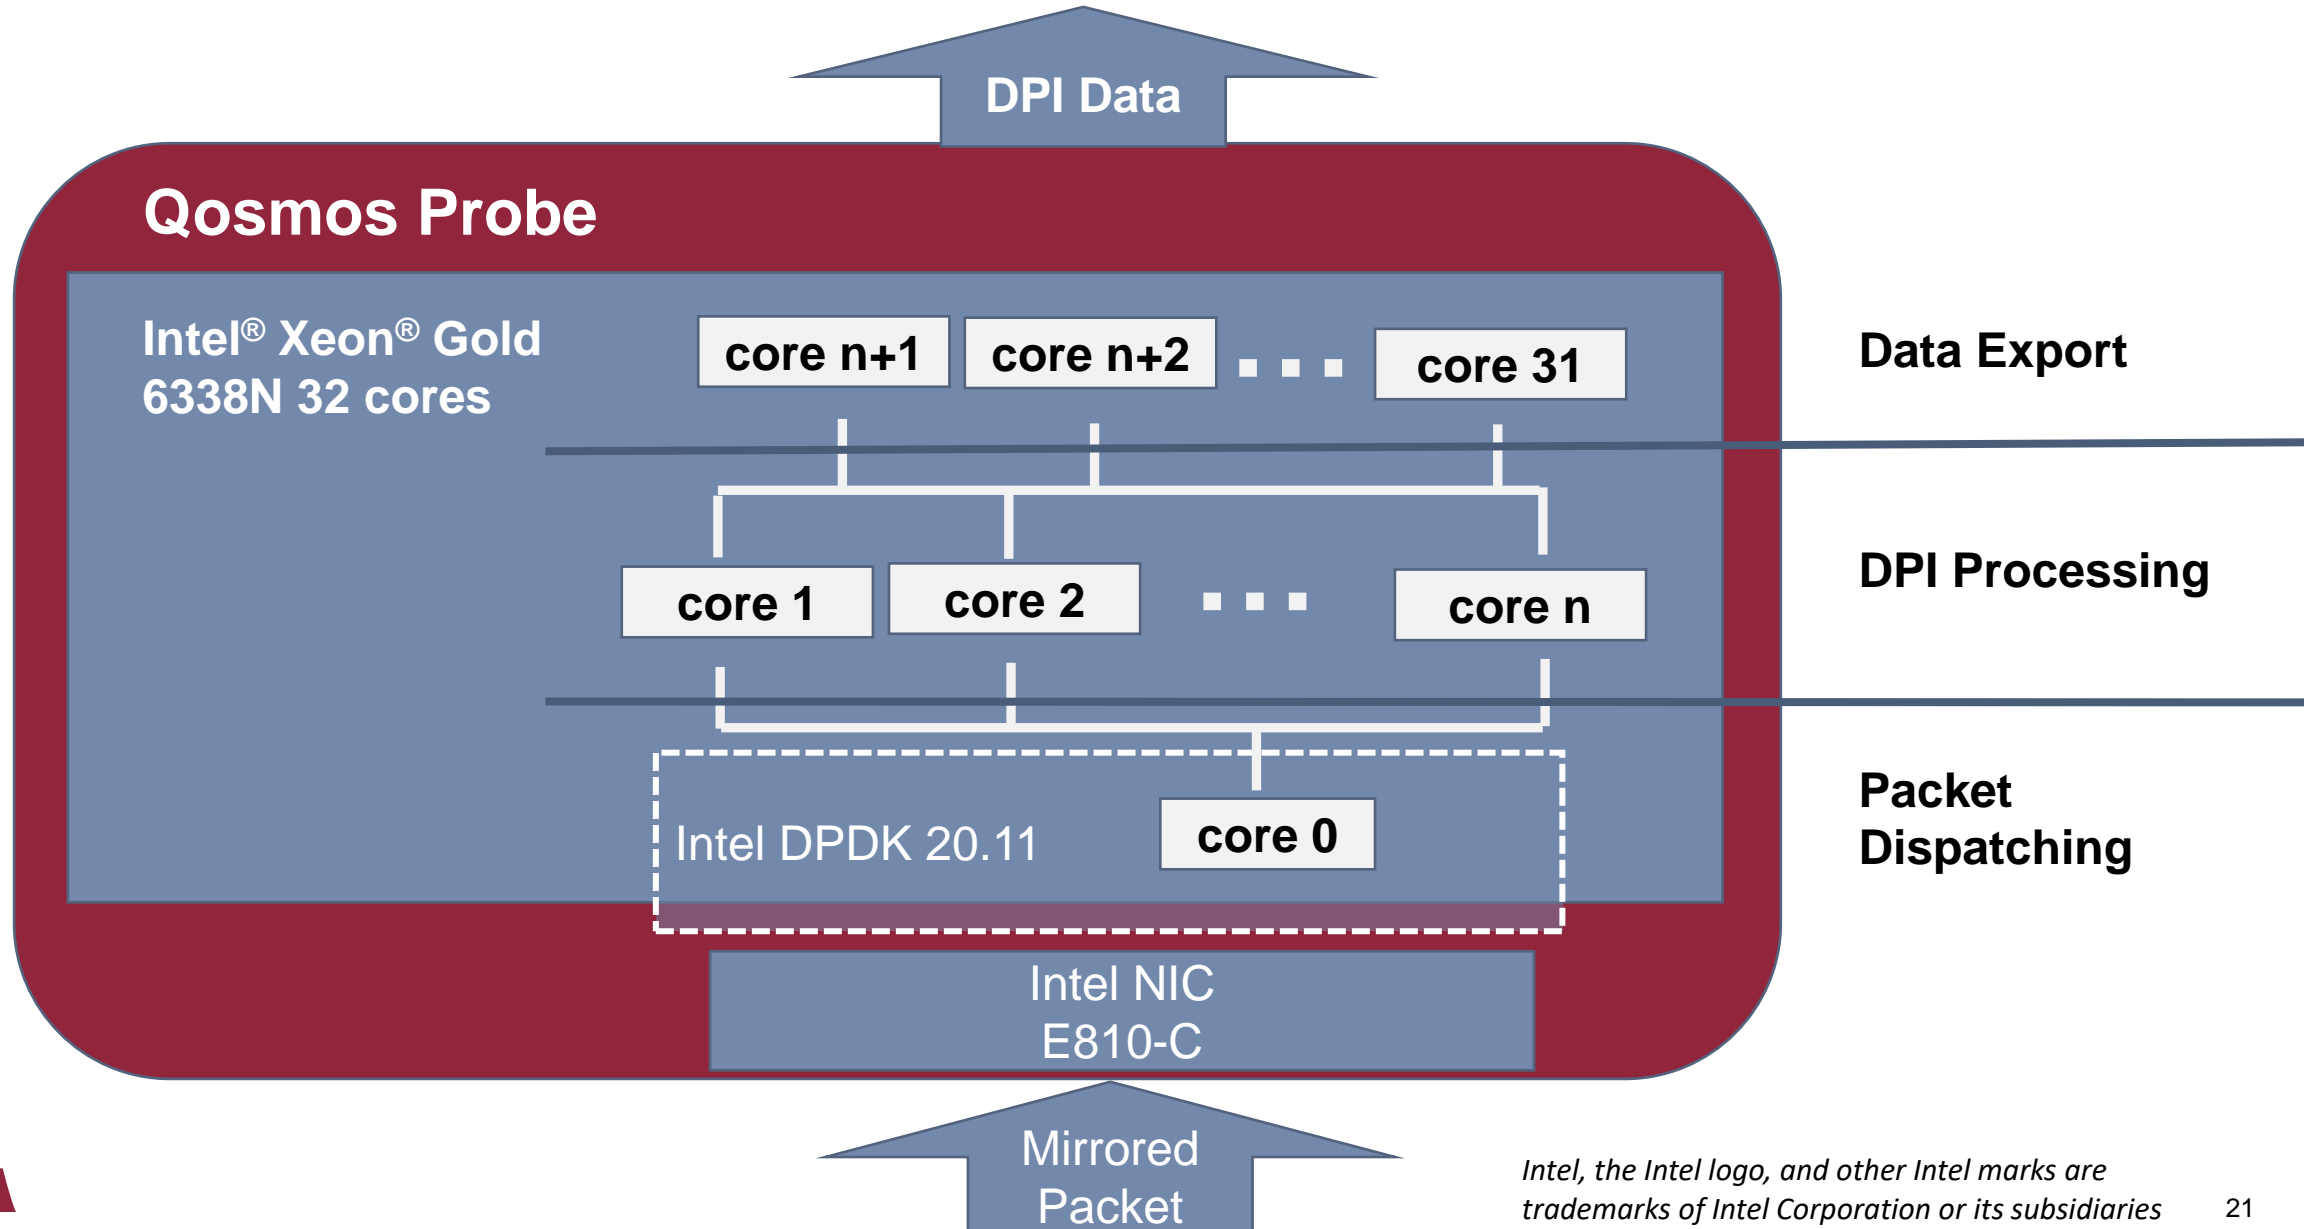 DPI Data
Qosmos Probe
Intel® Xeon® Gold
6338N 32 cores
core n+1
core n+2
core 31
Data Export
core 1
core 2
core n
DPI Processing
Intel DPDK 20.11
core 0
Packet
Dispatching
Intel NIC
E810-C
Mirrored
Packet
Intel, the Intel logo, and other Intel marks are
trademarks of Intel Corporation or its subsidiaries
21